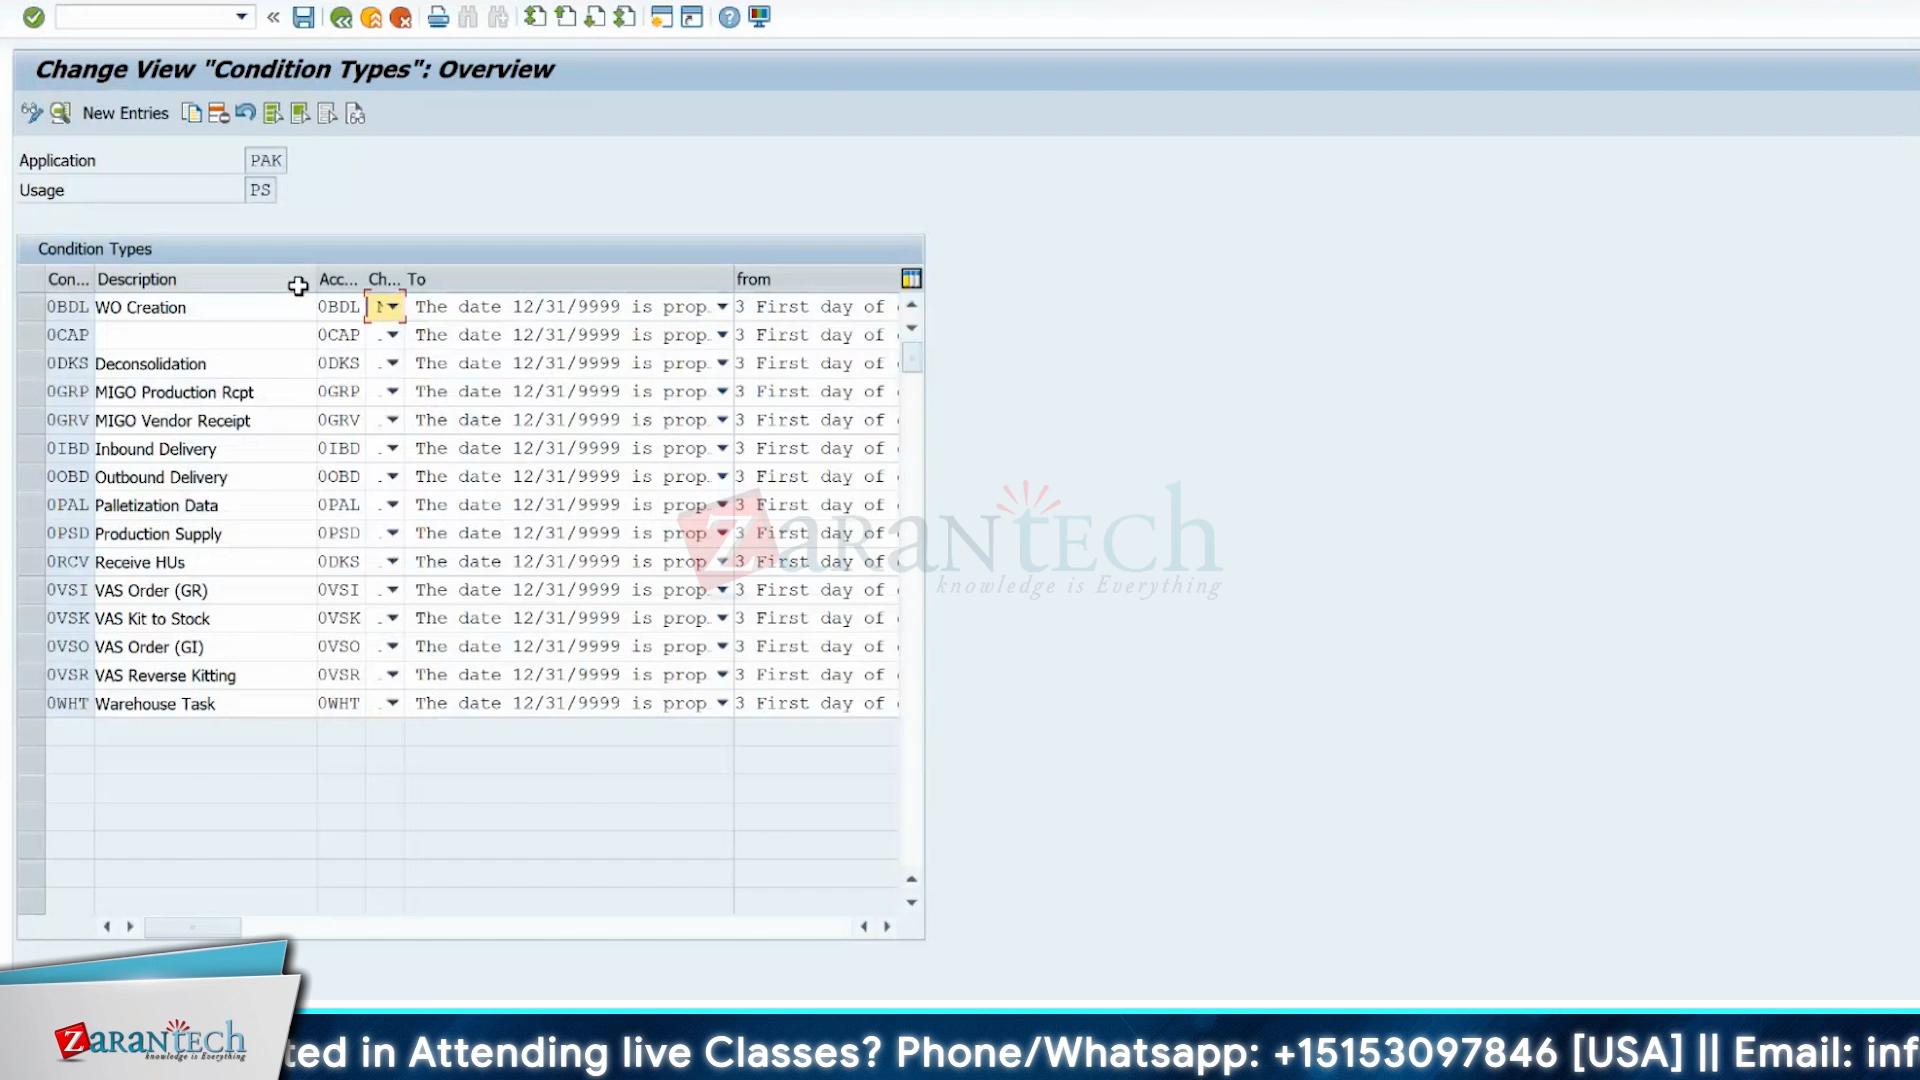 Change View "Condition Types": Overview
New Entries
Application PAK
Usage PS
Condition Types
Con... Description Acc... Ch... To from
0BDL WO Creation 0BDL The date 12/31/9999 is prop. 3 First day of
0CAP 0CAP . The date 12/31/9999 is prop. 3 First day of
0DKS Deconsolidation 0DKS . The date 12/31/9999 is prop. 3 First day of
0GRP MIGO Production Rcpt 0GRP . The date 12/31/9999 is prop. 3 First day of
0GRV MIGO Vendor Receipt 0GRV . The date 12/31/9999 is prop. 3 First day of
0IBD Inbound Delivery 0IBD . The date 12/31/9999 is prop. 3 First day of
0OBD Outbound Delivery 0OBD . The date 12/31/9999 is prop. 3 First day of
0PAL Palletization Data 0PAL . The date 12/31/9999 is prop. 3 First day of
0PSD Production Supply 0PSD . The date 12/31/9999 is prop. 3 First day of
0RCV Receive HUs 0DKS . The date 12/31/9999 is prop. 3 First day of
0VSI VAS Order (GR) 0VSI . The date 12/31/9999 is prop. 3 First day of
0VSK VAS Kit to Stock 0VSK . The date 12/31/9999 is prop. 3 First day of
0VSO VAS Order (GI) 0VSO . The date 12/31/9999 is prop. 3 First day of
0VSR VAS Reverse Kitting 0VSR . The date 12/31/9999 is prop. 3 First day of
0WHT Warehouse Task 0WHT . The date 12/31/9999 is prop. 3 First day of
ZaranTech
knowledge is Everything
ZaranTech
knowledge is Everything
ted in Attending live Classes? Phone/Whatsapp: +15153097846 [USA] || Email: inf